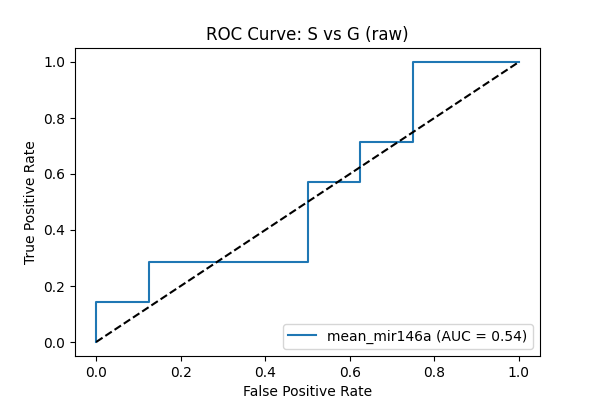 ROC Curve: S vs G (raw)
True Positive Rate
1.0
0.8
0.6
0.4
0.2
0.0
mean_mir146a (AUC = 0.54)
0.0 0.2 0.4 0.6 0.8 1.0
False Positive Rate